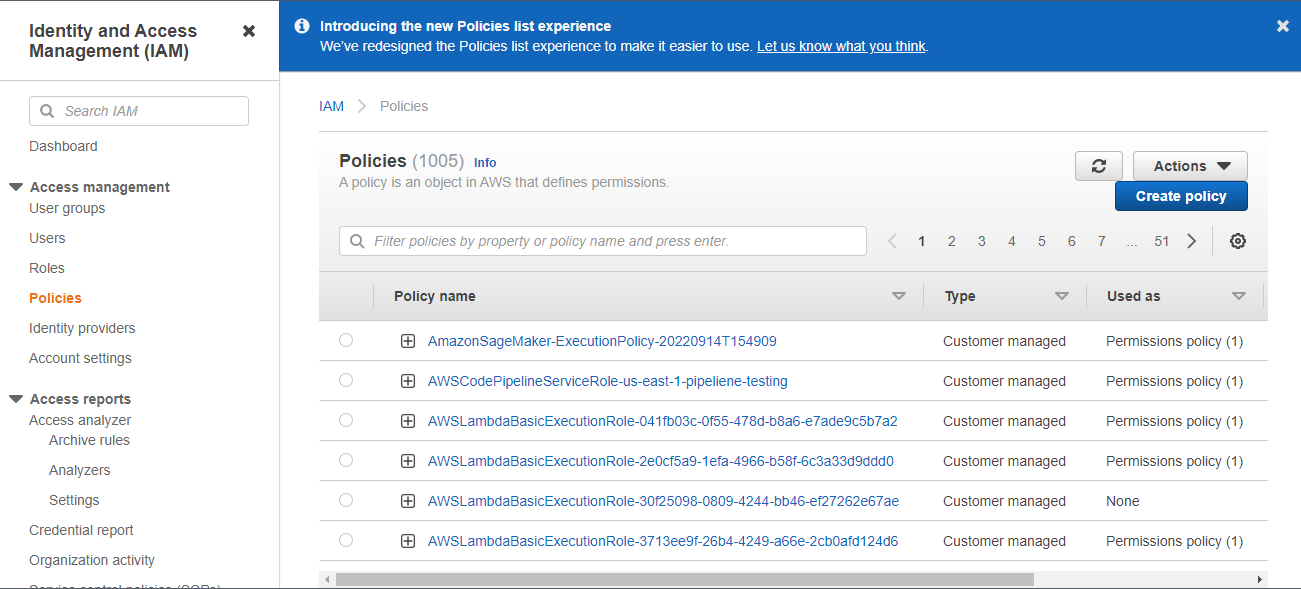 Identity and Access
Management (IAM)
Search IAM
Dashboard
Access management
User groups
Users
Roles
Policies
Identity providers
Account settings
Access reports
Access analyzer
Archive rules
Analyzers
Settings
Credential report
Organization activity
Service control policies (SCPs)
Introducing the new Policies list experience
We've redesigned the Policies list experience to make it easier to use. Let us know what you think.
IAM Policies
Policies (1005) Info
A policy is an object in AWS that defines permissions.
Actions
Create policy
Filter policies by property or policy name and press enter.
1 2 3 4 5 6 7 ... 51
Policy name Type Used as
AmazonSageMaker-ExecutionPolicy-20220914T154909 Customer managed Permissions policy (1)
AWSCodePipelineServiceRole-us-east-1-pipeliene-testing Customer managed Permissions policy (1)
AWSLambdaBasicExecutionRole-041fb03c-0f55-478d-b8a6-e7ade9c5b7a2 Customer managed Permissions policy (1)
AWSLambdaBasicExecutionRole-2e0cf5a9-1efa-4966-b58f-6c3a33d9ddd0 Customer managed Permissions policy (1)
AWSLambdaBasicExecutionRole-30f25098-0809-4244-bb46-ef27262e67ae Customer managed None
AWSLambdaBasicExecutionRole-3713ee9f-26b4-4249-a66e-2cb0afd124d6 Customer managed Permissions policy (1)